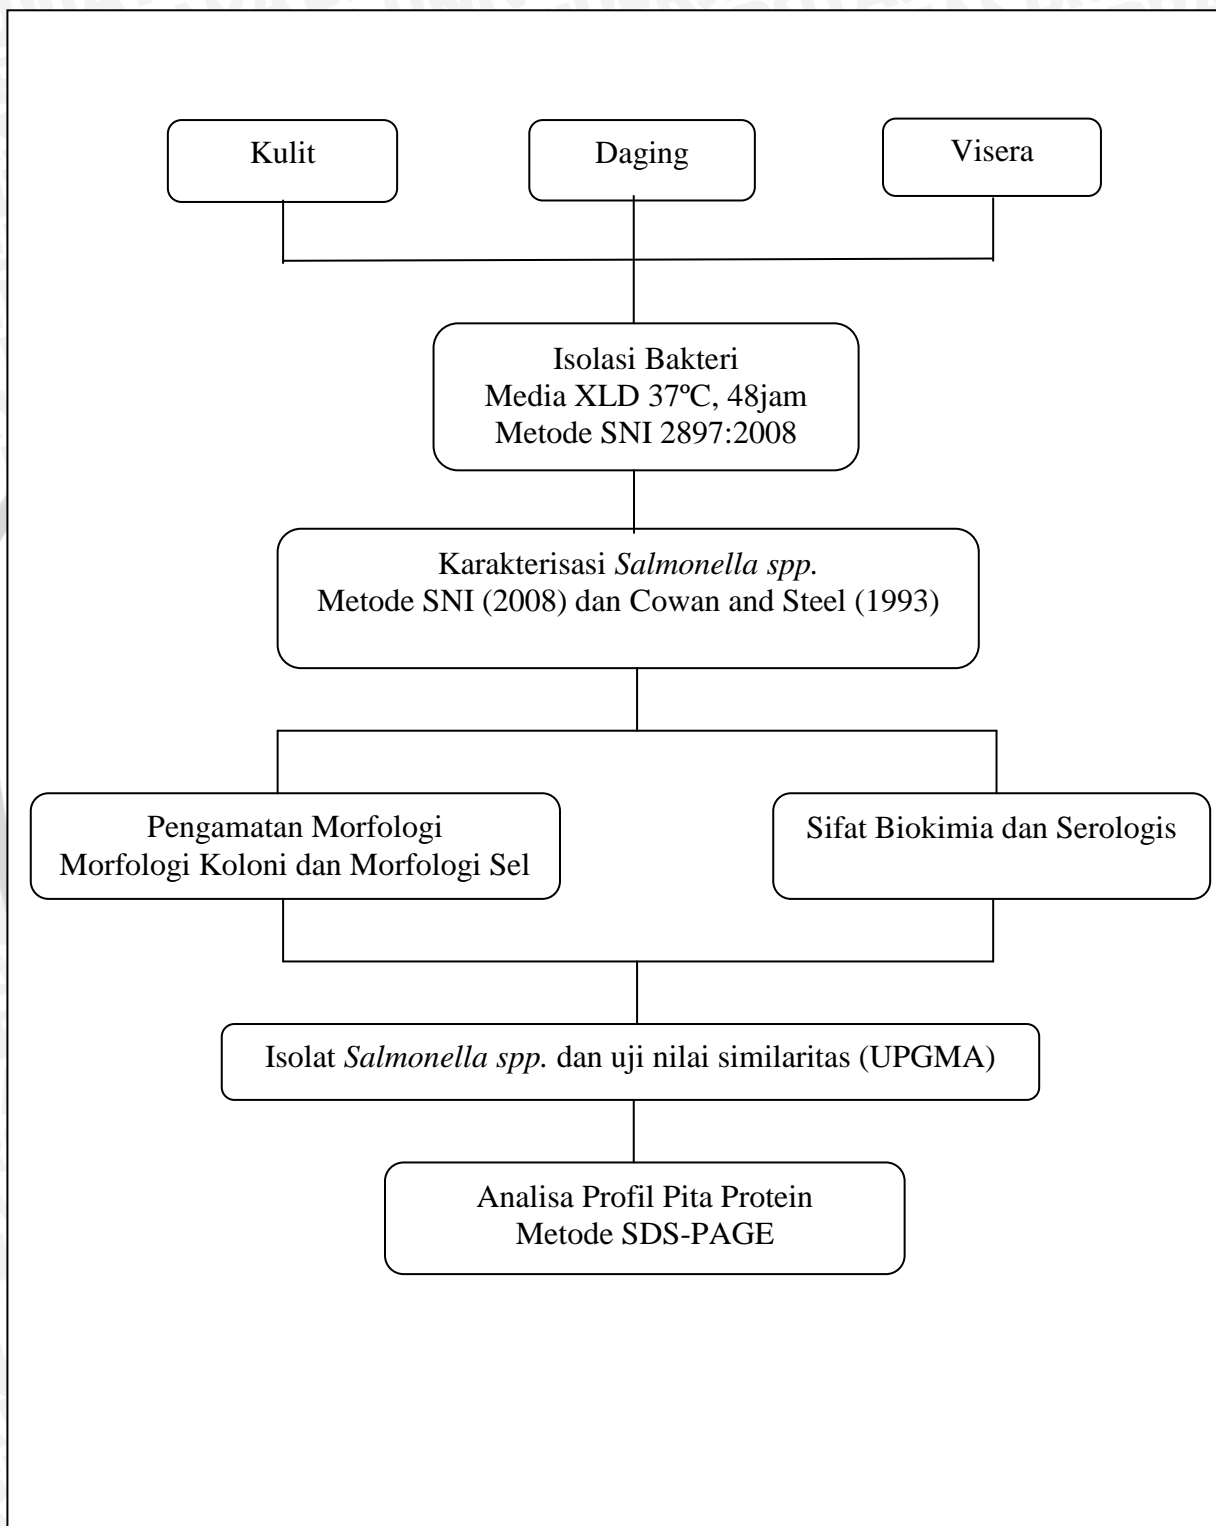 Kulit
Daging
Visera
Isolasi Bakteri
Media XLD 37ºC, 48jam
Metode SNI 2897:2008
Karakterisasi Salmonella spp.
Metode SNI (2008) dan Cowan and Steel (1993)
Pengamatan Morfologi
Morfologi Koloni dan Morfologi Sel
Sifat Biokimia dan Serologis
Isolat Salmonella spp. dan uji nilai similaritas (UPGMA)
Analisa Profil Pita Protein
Metode SDS-PAGE